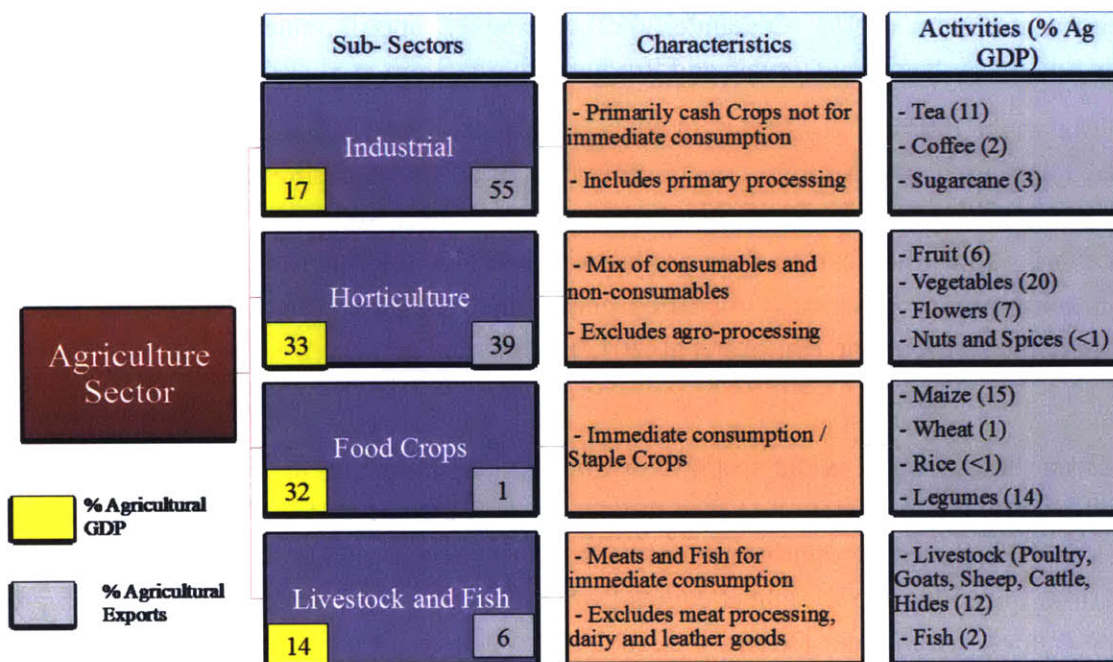 Sub- Sectors
Characteristics
Activities (% Ag
GDP)
Industrial
17
55
- Primarily cash Crops not for
immediate consumption
- Includes primary processing
- Tea (11)
- Coffee (2)
- Sugarcane (3)
Horticulture
33
39
- Mix of consumables and
non-consumables
- Excludes agro-processing
- Fruit (6)
- Vegetables (20)
- Flowers (7)
- Nuts and Spices (<1)
Agriculture
Sector
Food Crops
32
1
- Immediate consumption /
Staple Crops
- Maize (15)
- Wheat (1)
- Rice (<1)
- Legumes (14)
Livestock and Fish
14
6
- Meats and Fish for
immediate consumption
- Excludes meat processing,
dairy and leather goods
- Livestock (Poultry,
Goats, Sheep, Cattle,
Hides (12)
- Fish (2)
% Agricultural
GDP
% Agricultural
Exports